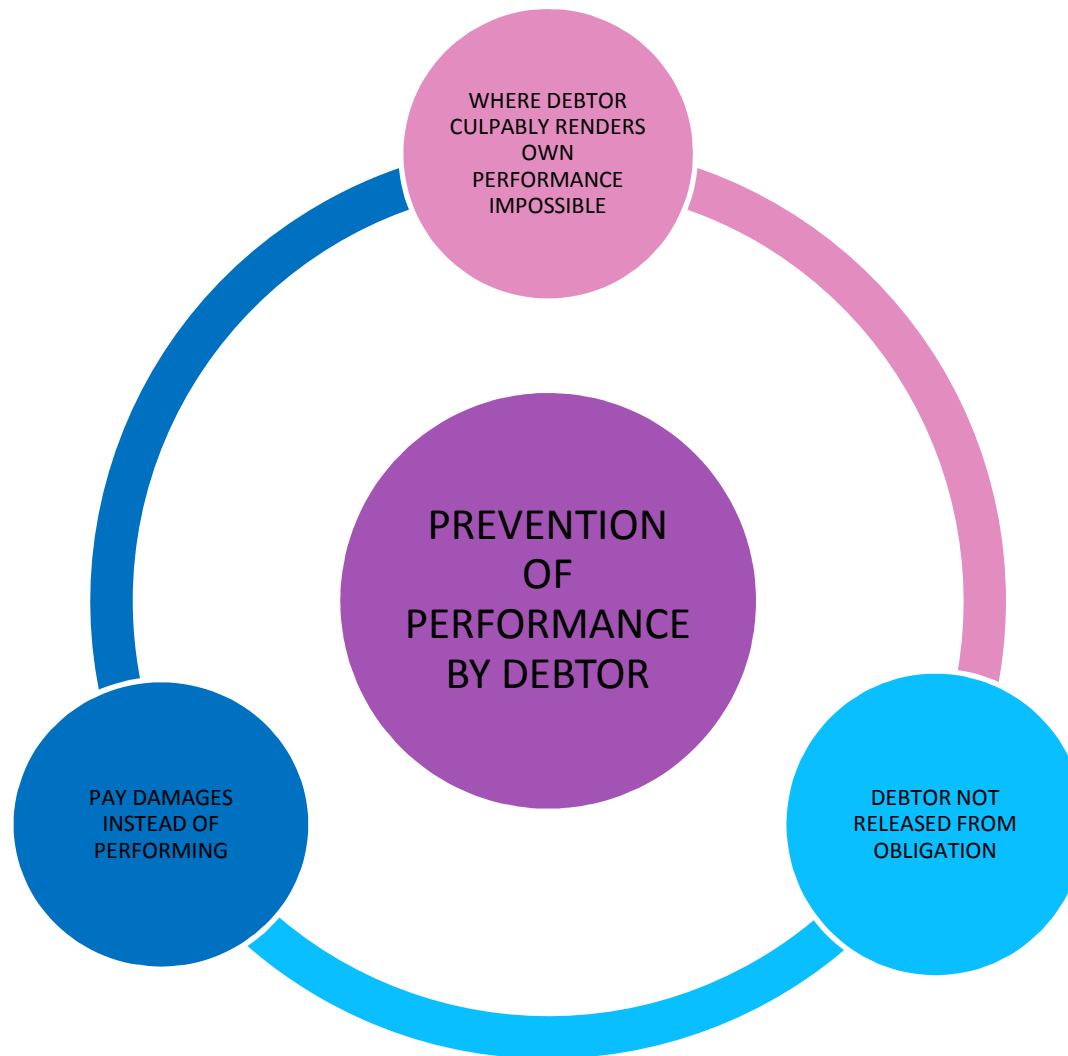 WHERE DEBTOR
CULPABLY RENDERS
OWN
PERFORMANCE
IMPOSSIBLE
PREVENTION
OF
PERFORMANCE
BY DEBTOR
PAY DAMAGES
INSTEAD OF
PERFORMING
DEBTOR NOT
RELEASED FROM
OBLIGATION